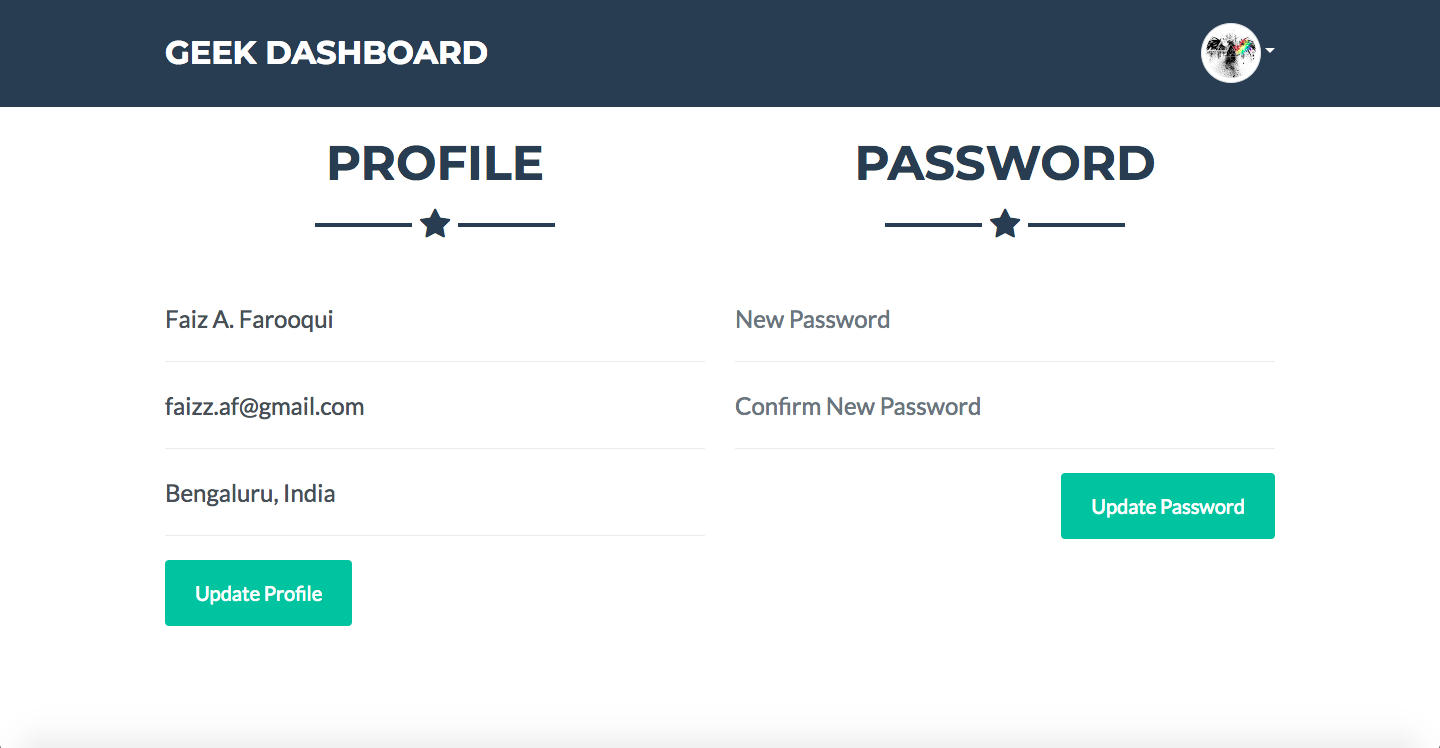 GEEK DASHBOARD
PROFILE
Faiz A. Farooqui
faizz.af@gmail.com
Bengaluru, India
Update Profile
PASSWORD
New Password
Confirm New Password
Update Password